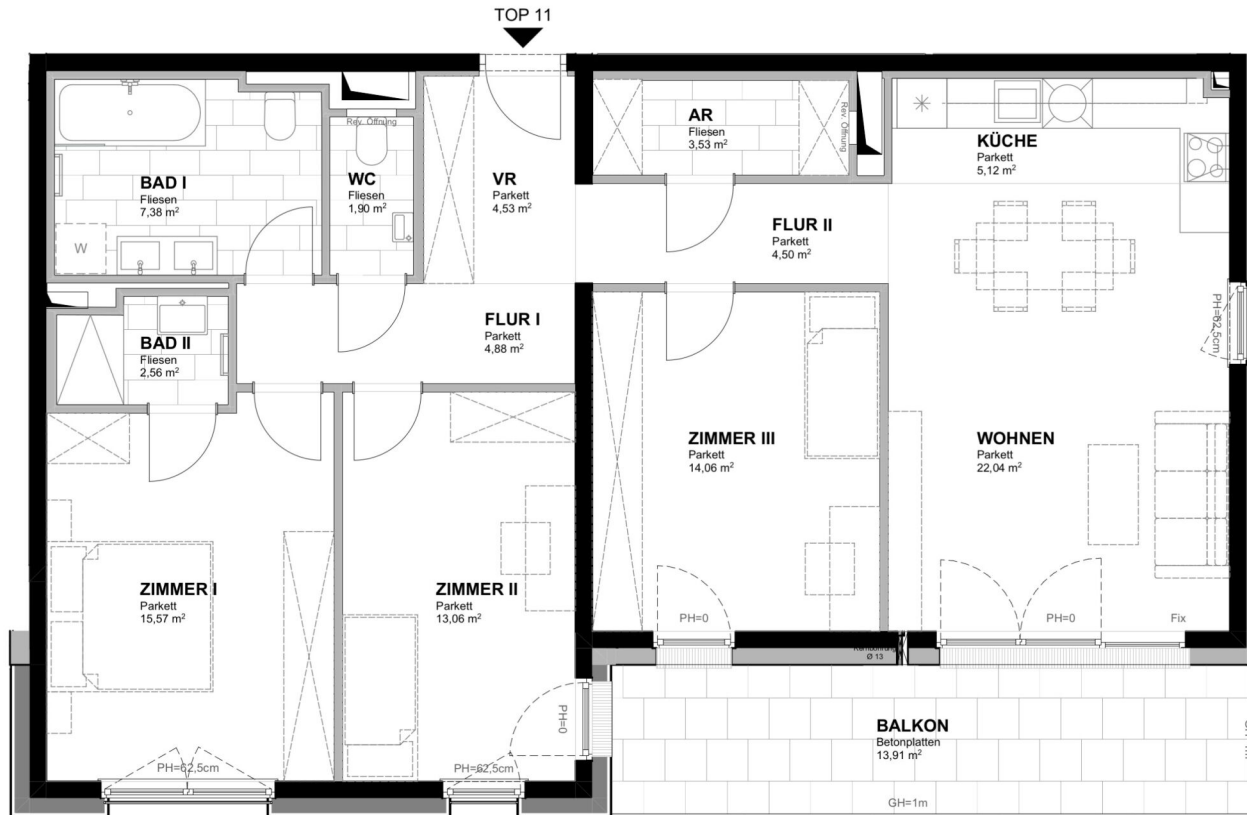 TOP 11
BAD I
Fliesen
7,38 m²
W
Rev. Öffnung
WC
Fliesen
1,90 m²
VR
Parkett
4,53 m²
AR
Fliesen
3,53 m²
Rev. Öffnung
KÜCHE
Parkett
5,12 m²
FLUR II
Parkett
4,50 m²
PH=62,5cm
BAD II
Fliesen
2,56 m²
FLUR I
Parkett
4,88 m²
ZIMMER III
Parkett
14,06 m²
WOHNEN
Parkett
22,04 m²
ZIMMER I
Parkett
15,57 m²
ZIMMER II
Parkett
13,06 m²
PH=0
PH=0
Fix
Ø 13
PH=0
BALKON
Betonplatten
13,91 m²
PH=62,5cm
PH=62,5cm
GH=1m